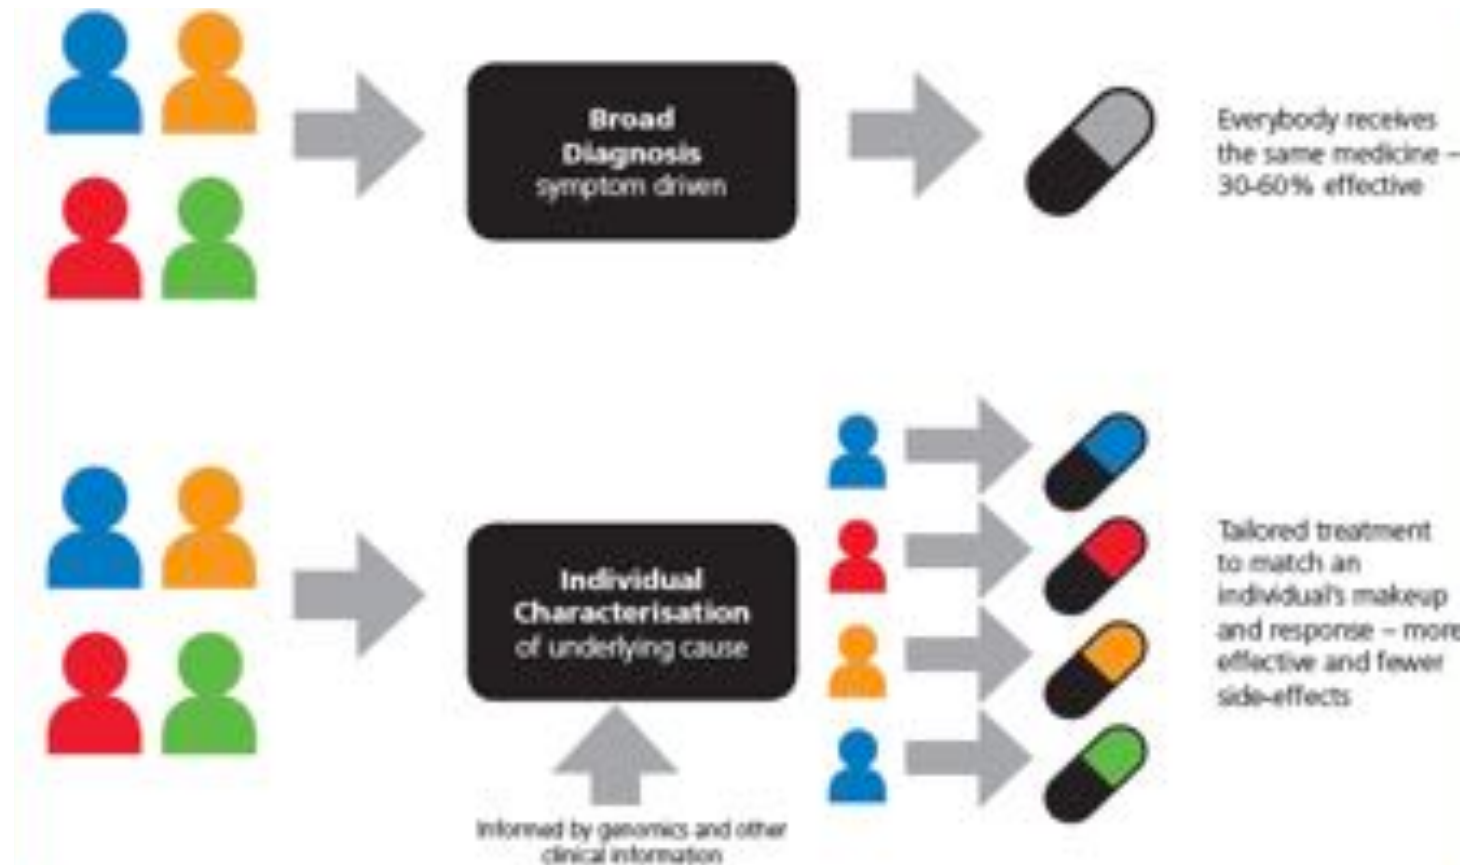 Broad
Diagnosis
symptom driven
Everybody receives
the same medicine –
30-60% effective
Individual
Characterisation
of underlying cause
Tailored treatment
to match an
individual's makeup
and response – more
effective and fewer
side-effects
Informed by genomics and other
clinical information